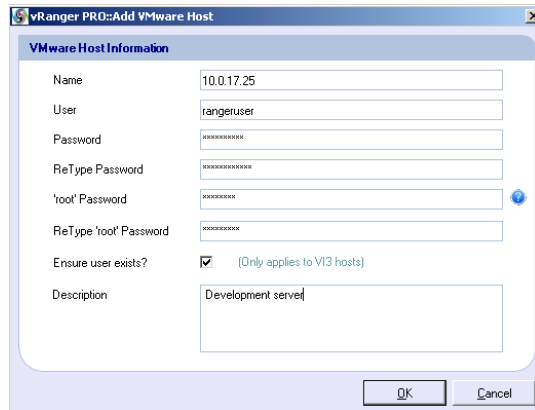 vRanger PRO::Add VMware Host
VMware Host Information
Name 10.0.17.25
User rangeruser
Password **********
ReType Password ************
'root' Password ********
ReType 'root' Password *********
Ensure user exists? (Only applies to VI3 hosts)
Description Development server
OK Cancel